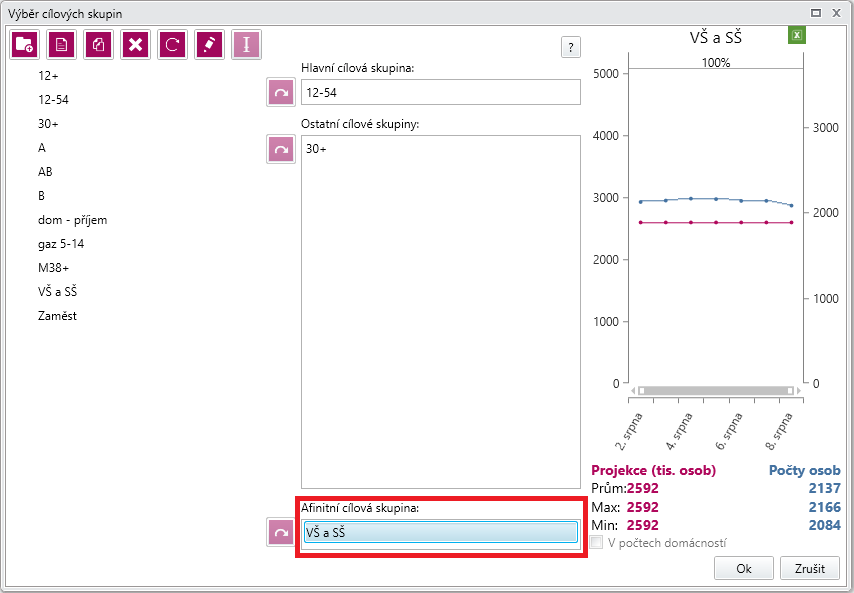 Výběr cílových skupin
12+
12-54
30+
A
AB
B
dom - příjem
gaz 5-14
M38+
VŠ a SŠ
Zaměst
?
Hlavní cílová skupina:
12-54
Ostatní cílové skupiny:
30+
Afinitní cílová skupina:
VŠ a SŠ
VŠ a SŠ
X
100%
5000
4000
3000
2000
1000
0
3000
2000
1000
0
2. srpna
4. srpna
6. srpna
8. srpna
Projekce (tis. osob) Počty osob
Prům: 2592 2137
Max: 2592 2166
Min: 2592 2084
V počtech domácností
Ok
Zrušit